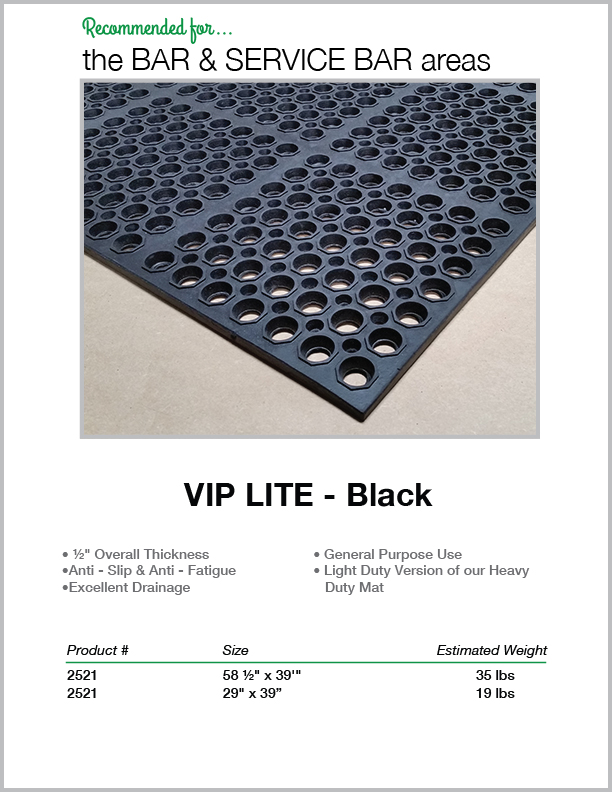 Recommended for...
the BAR & SERVICE BAR areas
VIP LITE - Black
• ½" Overall Thickness
•Anti - Slip & Anti - Fatigue
•Excellent Drainage
• General Purpose Use
• Light Duty Version of our Heavy
Duty Mat
Product # Size Estimated Weight
2521 58 ½" x 39'" 35 lbs
2521 29" x 39” 19 lbs